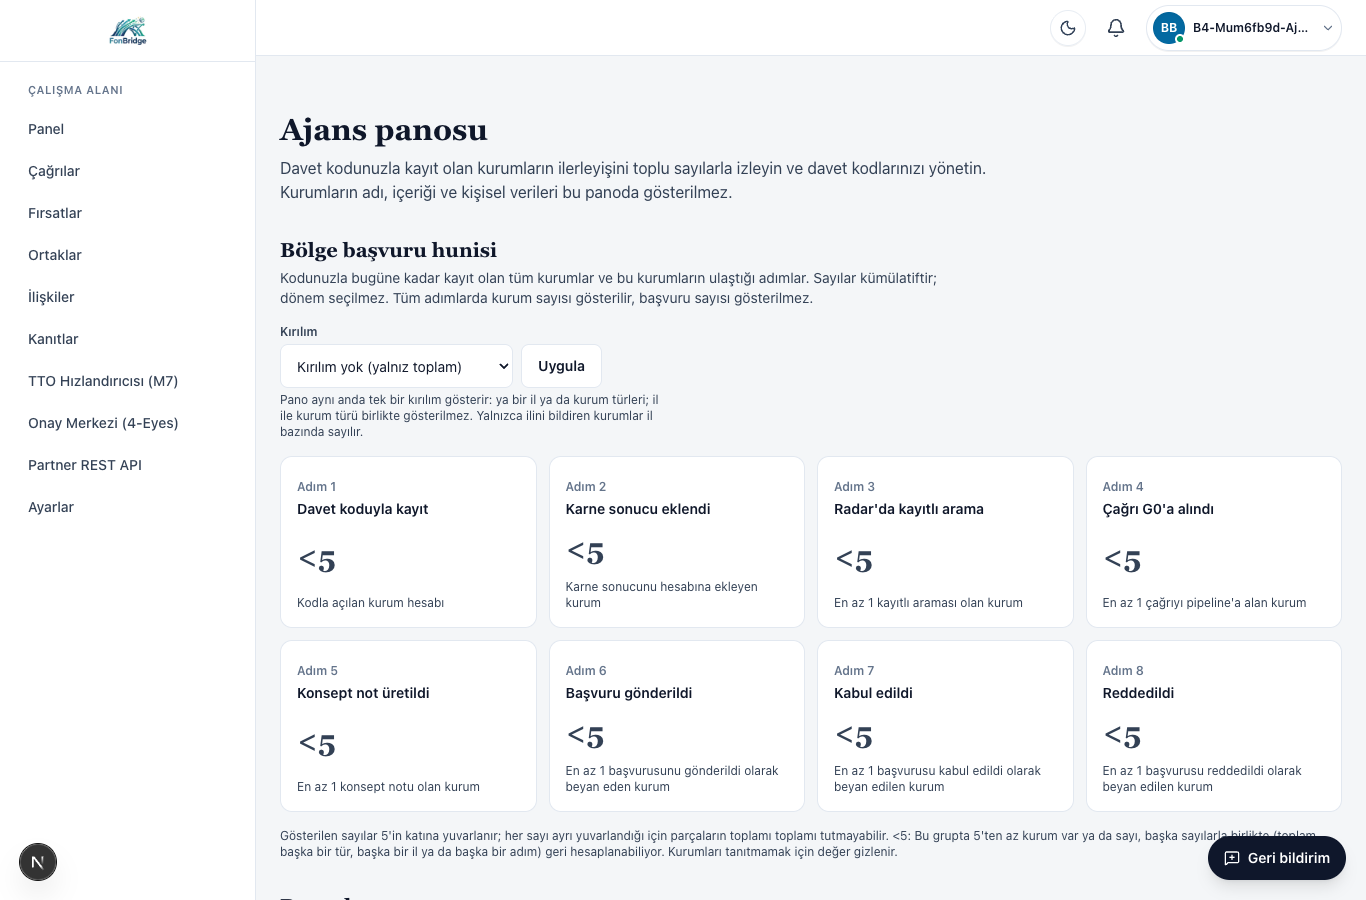 FonBridge
BB
B4-Mum6fb9d-Aj...
ÇALIŞMA ALANI
Panel
Çağrılar
Fırsatlar
Ortaklar
İlişkiler
Kanıtlar
TTO Hızlandırıcısı (M7)
Onay Merkezi (4-Eyes)
Partner REST API
Ayarlar
Ajans panosu
Davet kodunuzla kayıt olan kurumların ilerleyişini toplu sayılarla izleyin ve davet kodlarınızı yönetin.
Kurumların adı, içeriği ve kişisel verileri bu panoda gösterilmez.
Bölge başvuru hunisi
Kodunuzla bugüne kadar kayıt olan tüm kurumlar ve bu kurumların ulaştığı adımlar. Sayılar kümülatiftir;
dönem seçilmez. Tüm adımlarda kurum sayısı gösterilir, başvuru sayısı gösterilmez.
Kırılım
Kırılım yok (yalnız toplam)
Uygula
Pano aynı anda tek bir kırılım gösterir: ya bir il ya da kurum türleri; il
ile kurum türü birlikte gösterilmez. Yalnızca ilini bildiren kurumlar il
bazında sayılır.
Adım 1
Davet koduyla kayıt
<5
Kodla açılan kurum hesabı
Adım 2
Karne sonucu eklendi
<5
Karne sonucunu hesabına ekleyen
kurum
Adım 3
Radar'da kayıtlı arama
<5
En az 1 kayıtlı araması olan kurum
Adım 4
Çağrı G0'a alındı
<5
En az 1 çağrıyı pipeline'a alan kurum
Adım 5
Konsept not üretildi
<5
En az 1 konsept notu olan kurum
Adım 6
Başvuru gönderildi
<5
En az 1 başvurusunu gönderildi olarak
beyan eden kurum
Adım 7
Kabul edildi
<5
En az 1 başvurusu kabul edildi olarak
beyan edilen kurum
Adım 8
Reddedildi
<5
En az 1 başvurusu reddedildi olarak
beyan edilen kurum
Gösterilen sayılar 5'in katına yuvarlanır; her sayı ayrı yuvarlandığı için parçaların toplamı toplamı tutmayabilir. <5: Bu grupta 5'ten az kurum var ya da sayı, başka sayılarla birlikte (toplam,
başka bir tür, başka bir il ya da başka bir adım) geri hesaplanabiliyor. Kurumları tanıtmamak için değer gizlenir.
N
Geri bildirim